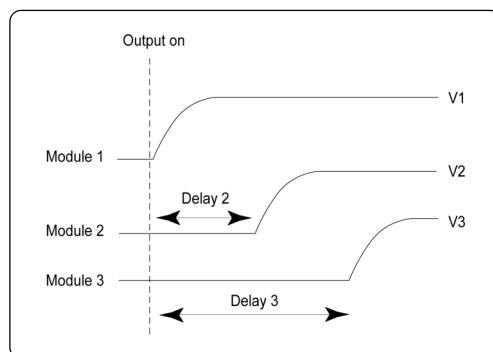 Output on
V1
Module 1
V2
Delay 2
V3
Module 2
Module 3
Delay 3